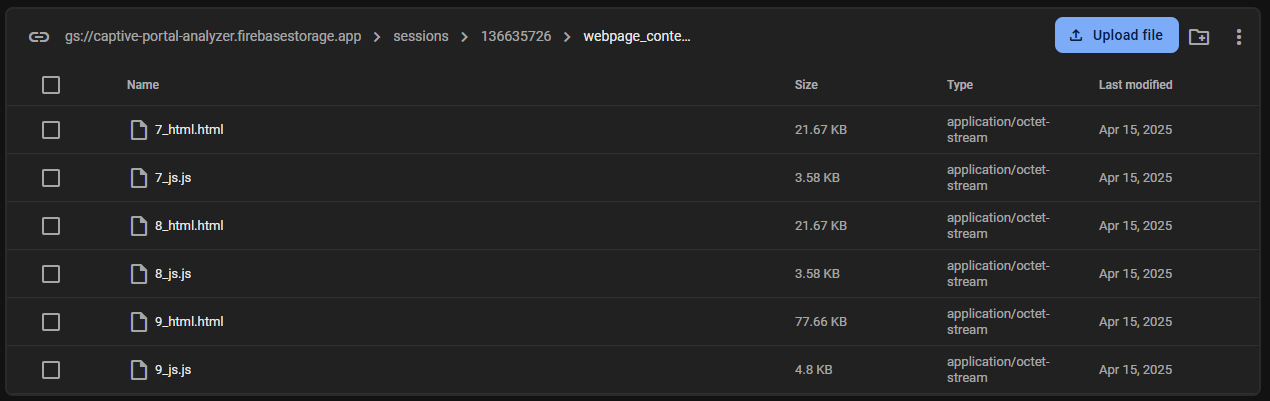 gs://captive-portal-analyzer.firebasestorage.app > sessions > 136635726 > webpage_conte... Upload file
Name Size Type Last modified
7_html.html 21.67 KB application/octet-stream Apr 15, 2025
7_js.js 3.58 KB application/octet-stream Apr 15, 2025
8_html.html 21.67 KB application/octet-stream Apr 15, 2025
8_js.js 3.58 KB application/octet-stream Apr 15, 2025
9_html.html 77.66 KB application/octet-stream Apr 15, 2025
9_js.js 4.8 KB application/octet-stream Apr 15, 2025